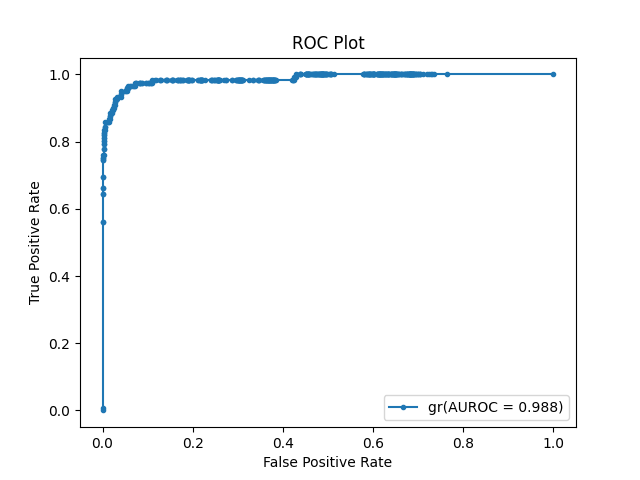 ROC Plot
1.0
0.8
0.6
0.4
0.2
0.0
True Positive Rate
gr(AUROC = 0.988)
0.0 0.2 0.4 0.6 0.8 1.0
False Positive Rate